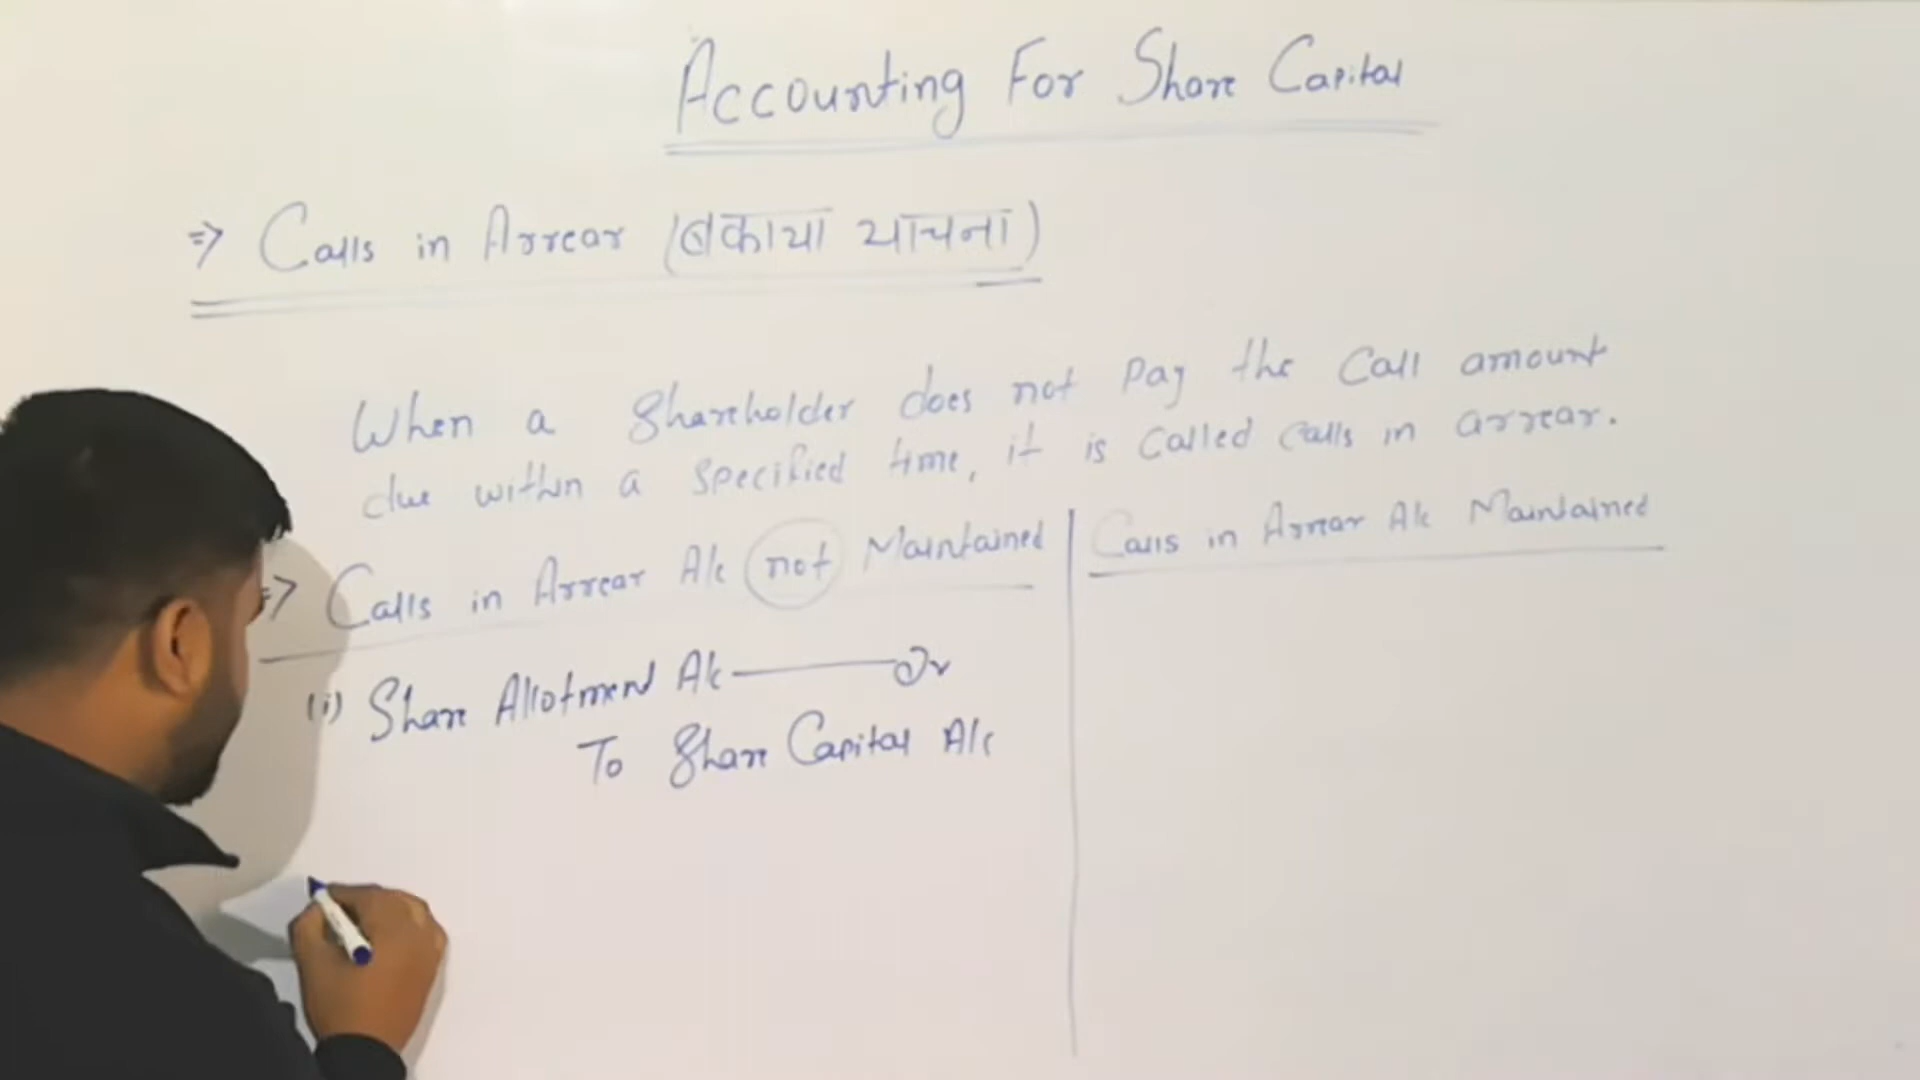 Accounting For Share Capital
=> Calls in Arrear (बकाया याचना)
When a Shareholder does not Pay the Call amount
due within a Specified time, it is Called Calls in arrear.
=> Calls in Arrear A/c not Maintained
Calls in Arrear A/c Maintained
(i) Share Allotment A/c — Dr
To Share Capital A/c